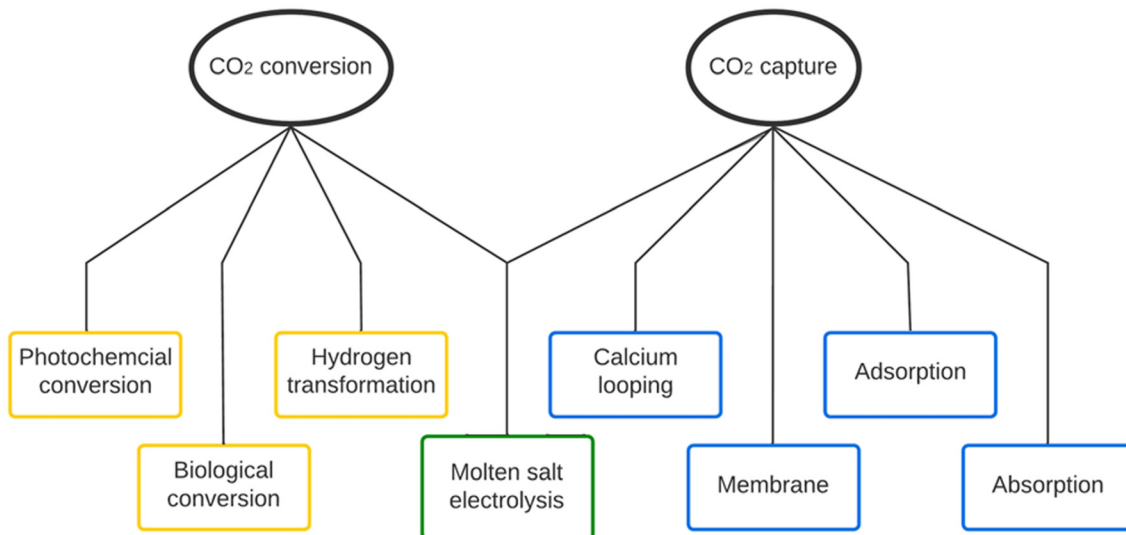 CO2 conversion
CO2 capture
Photochemcial
conversion
Hydrogen
transformation
Calcium
looping
Adsorption
Biological
conversion
Molten salt
electrolysis
Membrane
Absorption